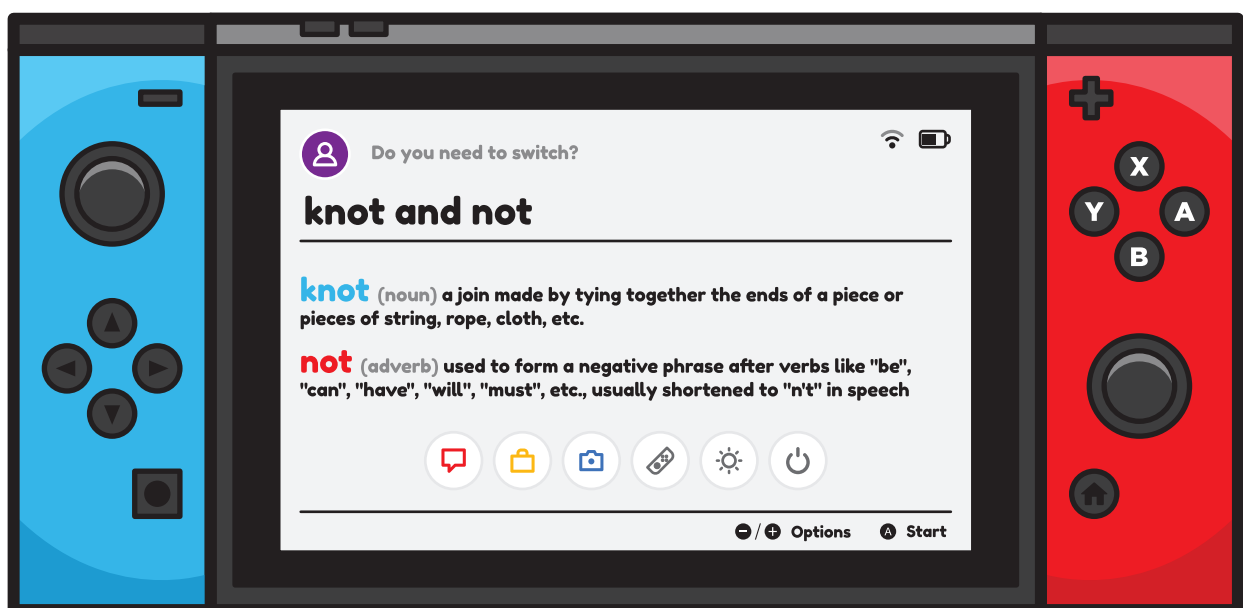 Do you need to switch?
knot and not
knot (noun) a join made by tying together the ends of a piece or
pieces of string, rope, cloth, etc.
not (adverb) used to form a negative phrase after verbs like "be",
"can", "have", "will", "must", etc., usually shortened to "n't" in speech
-/+ Options A Start
X
Y A
B